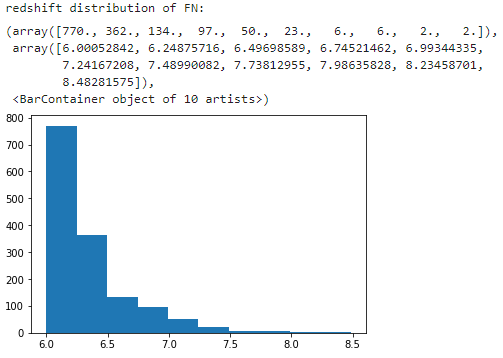 redshift distribution of FN:
(array([770., 362., 134.,  97.,  50.,  23.,   6.,   6.,   2.,   2.]),
 array([6.00052842, 6.24875716, 6.49698589, 6.74521462, 6.99344335,
        7.24167208, 7.48990082, 7.73812955, 7.98635828, 8.23458701,
        8.48281575]),
 <BarContainer object of 10 artists>)
800
700
600
500
400
300
200
100
0
6.0 6.5 7.0 7.5 8.0 8.5